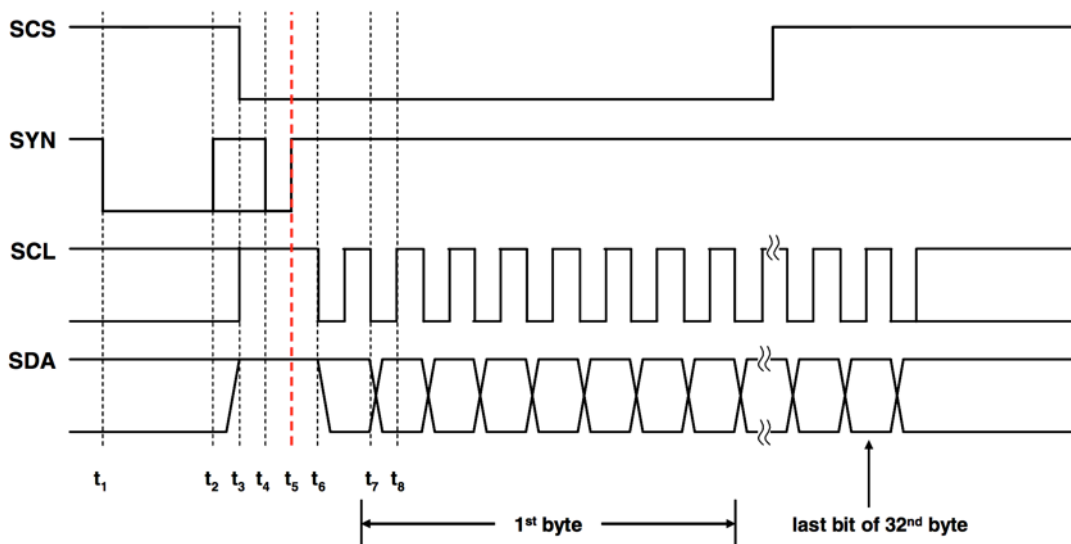 SCS
SYN
SCL
SDA
t1 t2 t3 t4 t5 t6 t7 t8
1st byte
last bit of 32nd byte